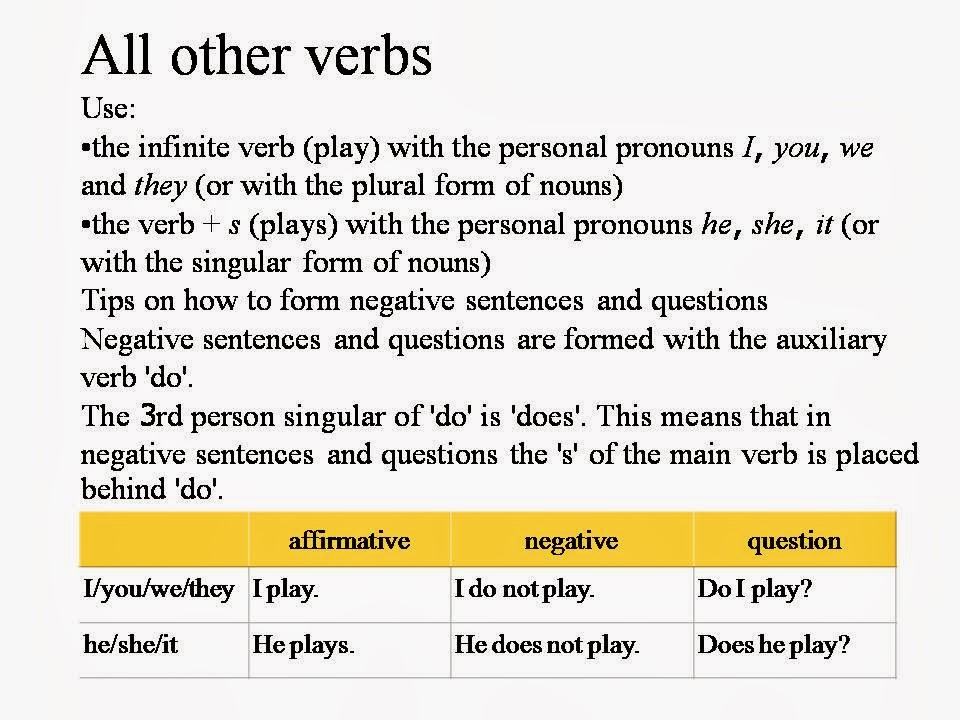 All other verbs
Use:
•the infinite verb (play) with the personal pronouns I, you, we
and they (or with the plural form of nouns)
•the verb + s (plays) with the personal pronouns he, she, it (or
with the singular form of nouns)
Tips on how to form negative sentences and questions
Negative sentences and questions are formed with the auxiliary
verb 'do'.
The 3rd person singular of 'do' is 'does'. This means that in
negative sentences and questions the 's' of the main verb is placed
behind 'do'.
affirmative negative question
I/you/we/they I play. I do not play. Do I play?
he/she/it He plays. He does not play. Does he play?